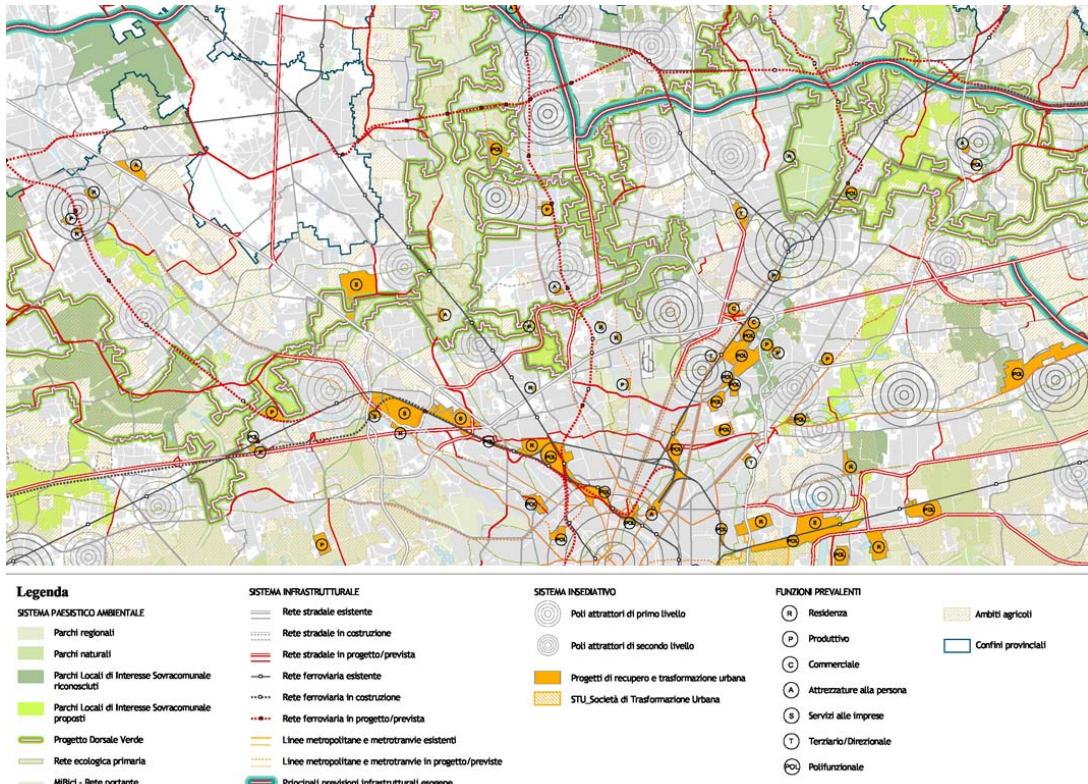 Legenda
SISTEMA PAESISTICO AMBIENTALE
Parchi regionali
Parchi naturali
Parchi Locali di Interesse Sovracomunale
riconosciuti
Parchi Locali di Interesse Sovracomunale
proposti
Progetto Dorsale Verde
Rete ecologica primaria
MiBici - Rete portante
SISTEMA INFRASTRUTTURALE
Rete stradale esistente
Rete stradale in costruzione
Rete stradale in progetto/prevista
Rete ferroviaria esistente
Rete ferroviaria in costruzione
Rete ferroviaria in progetto/prevista
Linee metropolitane e metrotranvie esistenti
Linee metropolitane e metrotranvie in progetto/previste
Principali previsioni infrastrutturali esogene
SISTEMA INSEDIATIVO
Poli attrattori di primo livello
Poli attrattori di secondo livello
Progetti di recupero e trasformazione urbana
STU_Società di Trasformazione Urbana
FUNZIONI PREVALENTI
R Residenza
P Produttivo
C Commerciale
A Attrezzature alla persona
S Servizi alle imprese
T Terziario/Direzionale
POL Polifunzionale
Ambiti agricoli
Confini provinciali